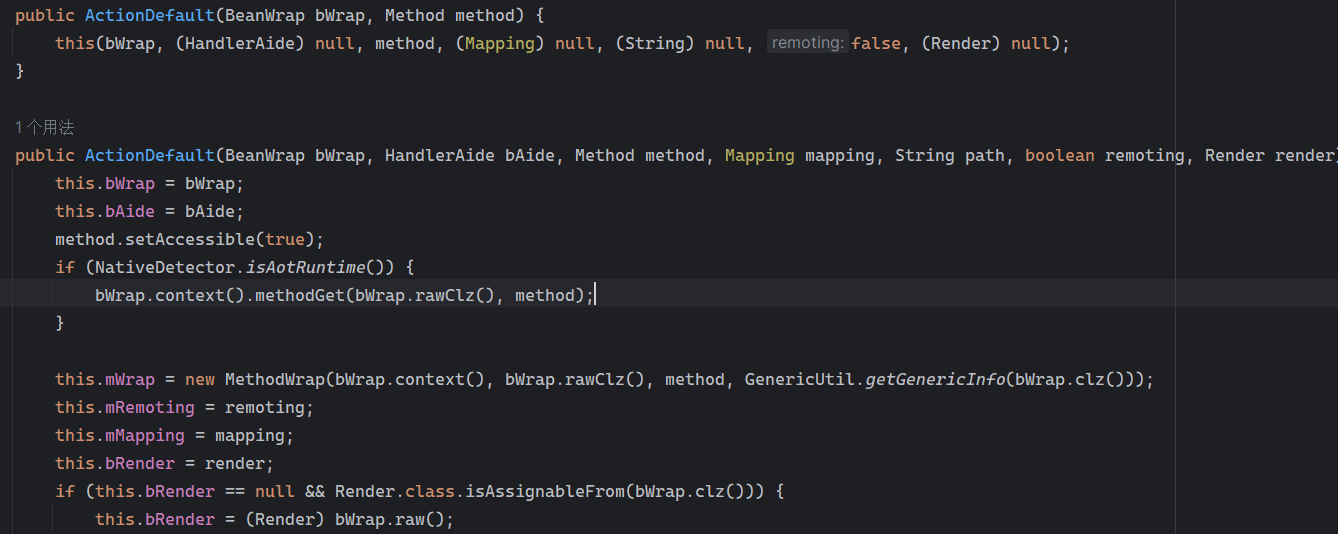 public ActionDefault(BeanWrap bWrap, Method method) {
this(bWrap, (HandlerAide) null, method, (Mapping) null, (String) null, remoting: false, (Render) null);
}
1 个用法
public ActionDefault(BeanWrap bWrap, HandlerAide bAide, Method method, Mapping mapping, String path, boolean remoting, Render render)
this.bWrap = bWrap;
this.bAide = bAide;
method.setAccessible(true);
if (NativeDetector.isAotRuntime()) {
bWrap.context().methodGet(bWrap.rawClz(), method);
}
this.mWrap = new MethodWrap(bWrap.context(), bWrap.rawClz(), method, GenericUtil.getGenericInfo(bWrap.clz()));
this.mRemoting = remoting;
this.mMapping = mapping;
this.bRender = render;
if (this.bRender == null && Render.class.isAssignableFrom(bWrap.clz())) {
this.bRender = (Render) bWrap.raw();